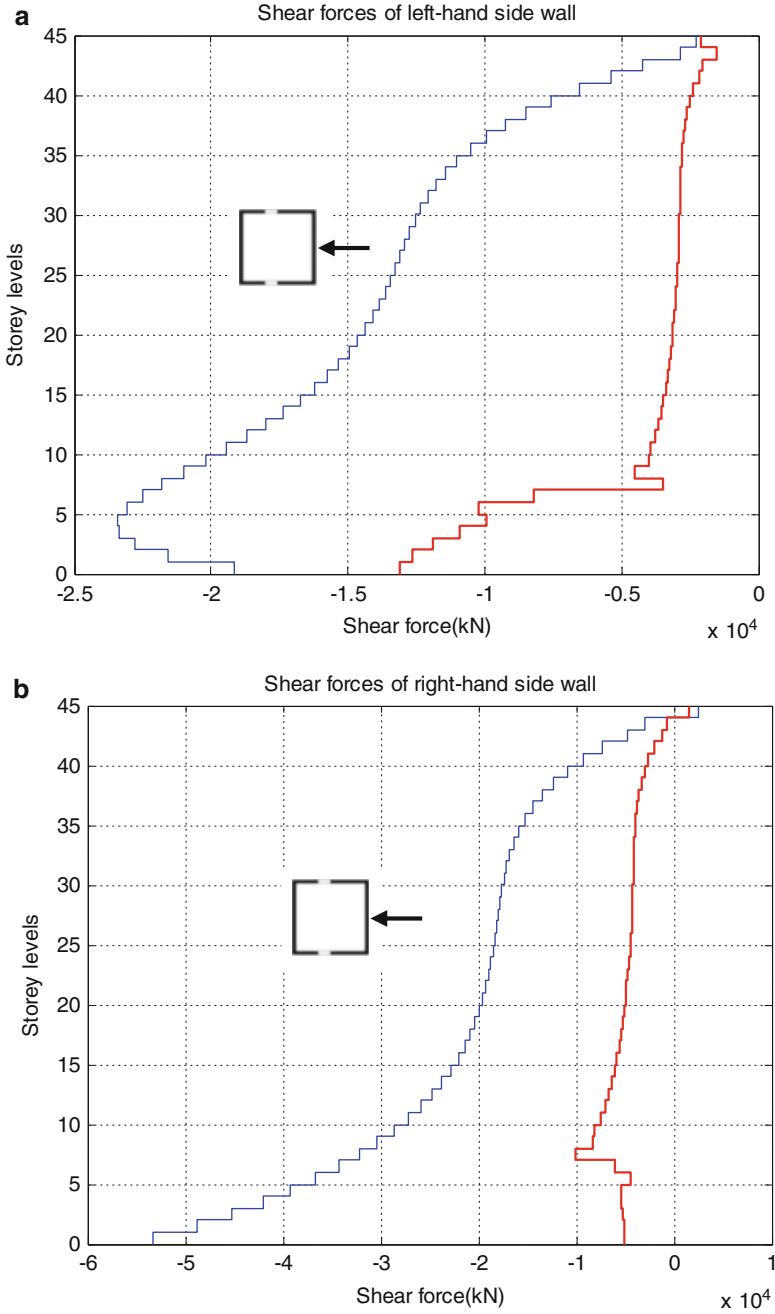 a
Shear forces of left-hand side wall
45
40
35
30
25
20
15
10
5
0
Storey levels
-2.5 -2 -1.5 -1 -0.5 0
Shear force(kN)
x 10^4
b
Shear forces of right-hand side wall
45
40
35
30
25
20
15
10
5
0
Storey levels
-6 -5 -4 -3 -2 -1 0 1
Shear force(kN)
x 10^4